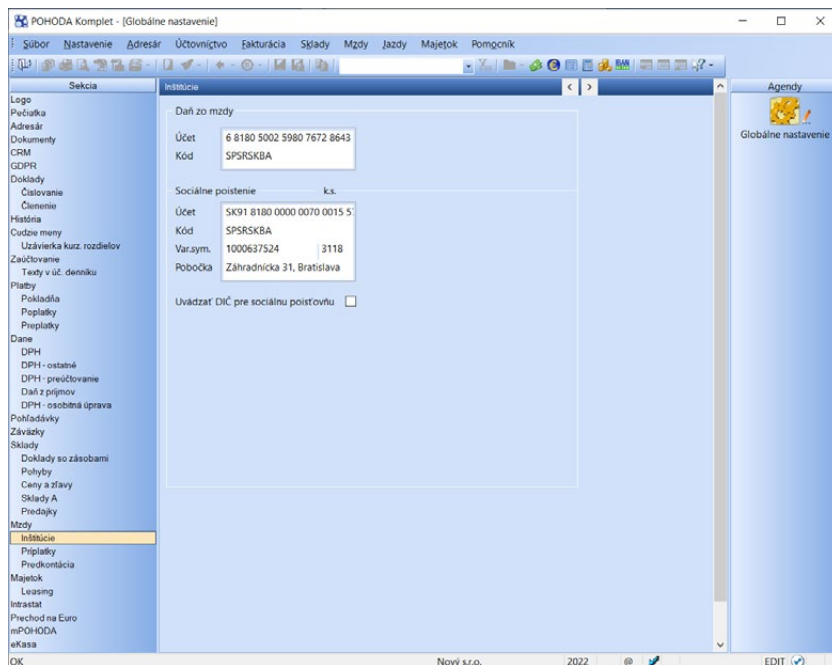 POHODA Komplet - [Globálne nastavenie]
Súbor Nastavenie Adresár Účtovníctvo Fakturácia Sklady Mzdy Jazdy Majetok Pomocník
Sekcia
Logo
Pečiatka
Adresár
Dokumenty
CRM
GDPR
Doklady
Číslovanie
Členenie
História
Cudzie meny
Uzávierka kurz. rozdielov
Zaúčtovanie
Texty v úč. denníku
Platby
Pokladňa
Poplatky
Preplatky
Dane
DPH
DPH - ostatné
DPH - preúčtovanie
Daň z príjmov
DPH - osobitná úprava
Pohľadávky
Záväzky
Sklady
Doklady so zásobami
Pohyby
Ceny a zľavy
Sklady A
Predajky
Mzdy
Inštitúcie
Príplatky
Predkontácia
Majetok
Leasing
Intrastat
Prechod na Euro
mPOHODA
eKasa
Inštitúcie
Daň zo mzdy
Účet 6 8180 5002 5980 7672 8643
Kód SPSRSKBA
Sociálne poistenie k.s.
Účet SK91 8180 0000 0070 0015 5
Kód SPSRSKBA
Var.sym. 1000637524 3118
Pobočka Záhradnícka 31, Bratislava
Uvádzať DIČ pre sociálnu poisťovňu
Agendy
Globálne nastavenie
OK Nový s.r.o. 2022 @ EDIT